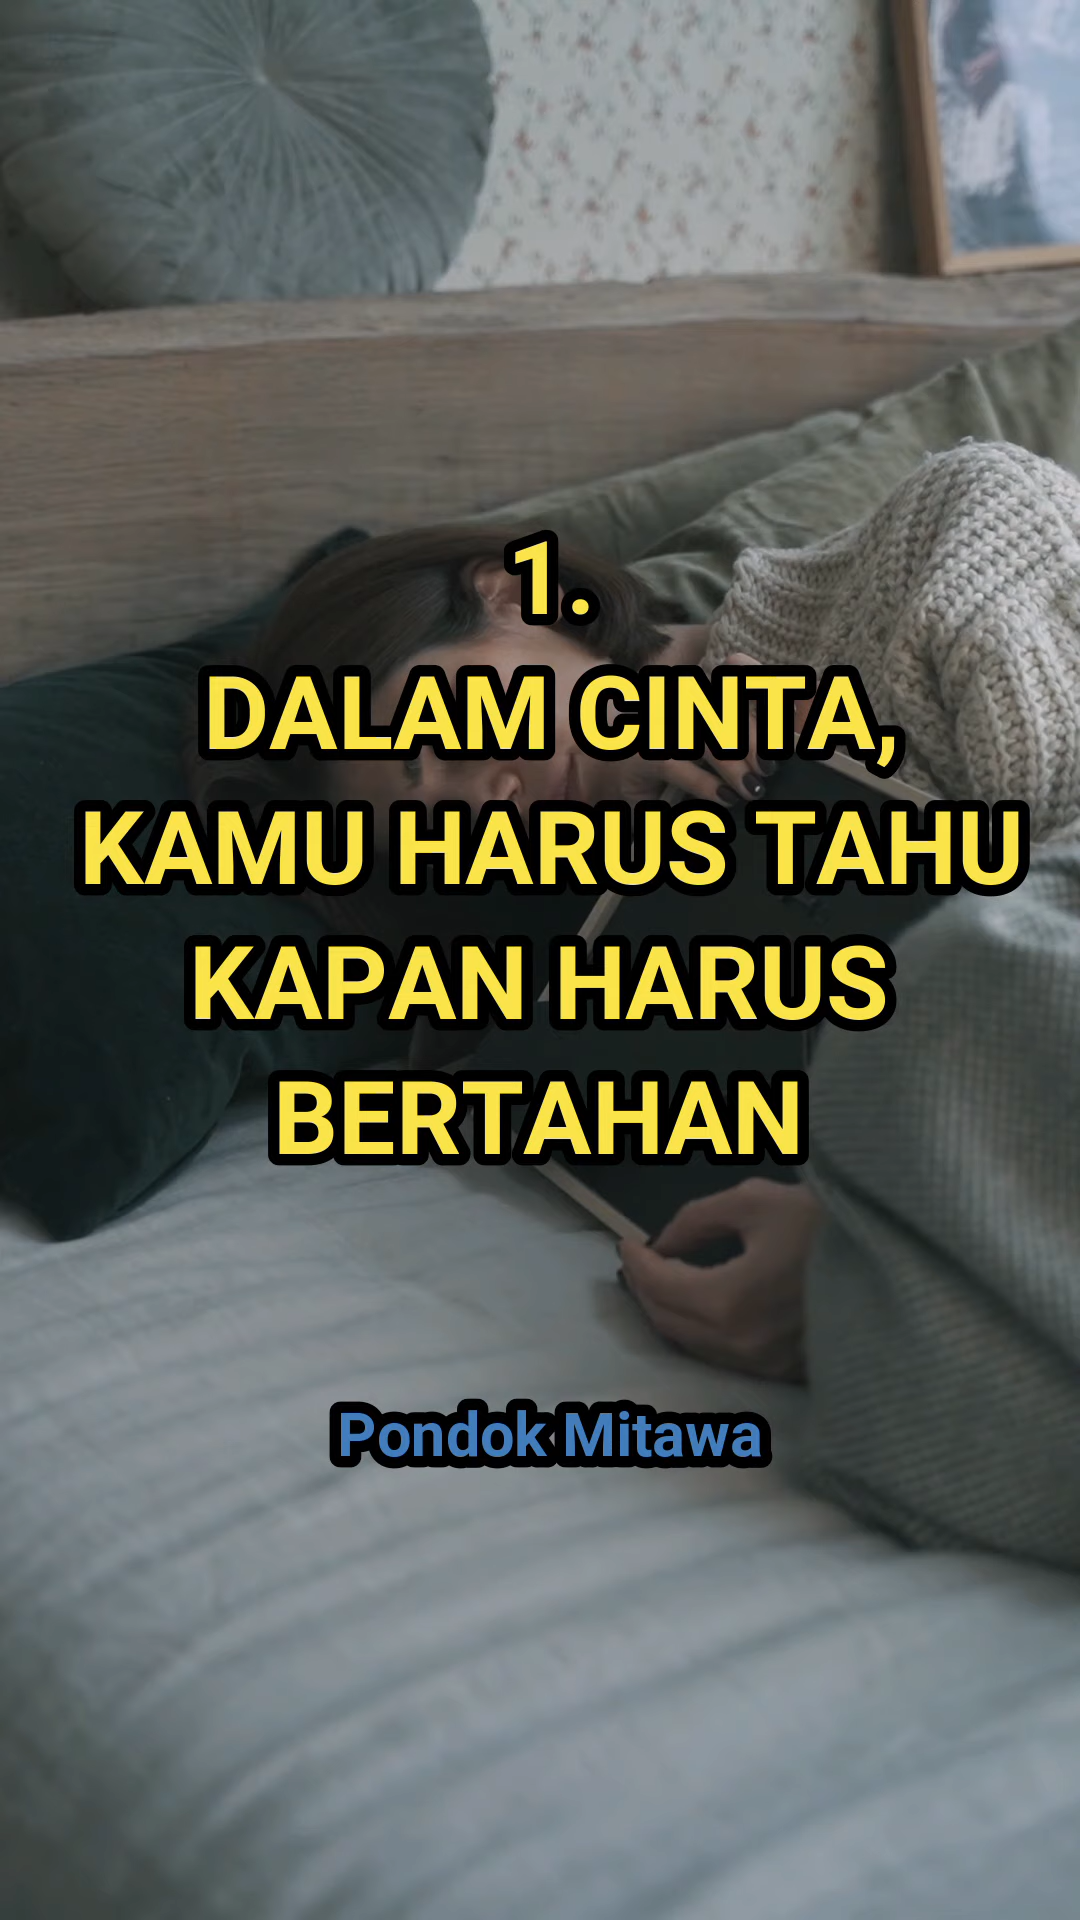 1.
DALAM CINTA,
KAMU HARUS TAHU
KAPAN HARUS
BERTAHAN
Pondok Mitawa